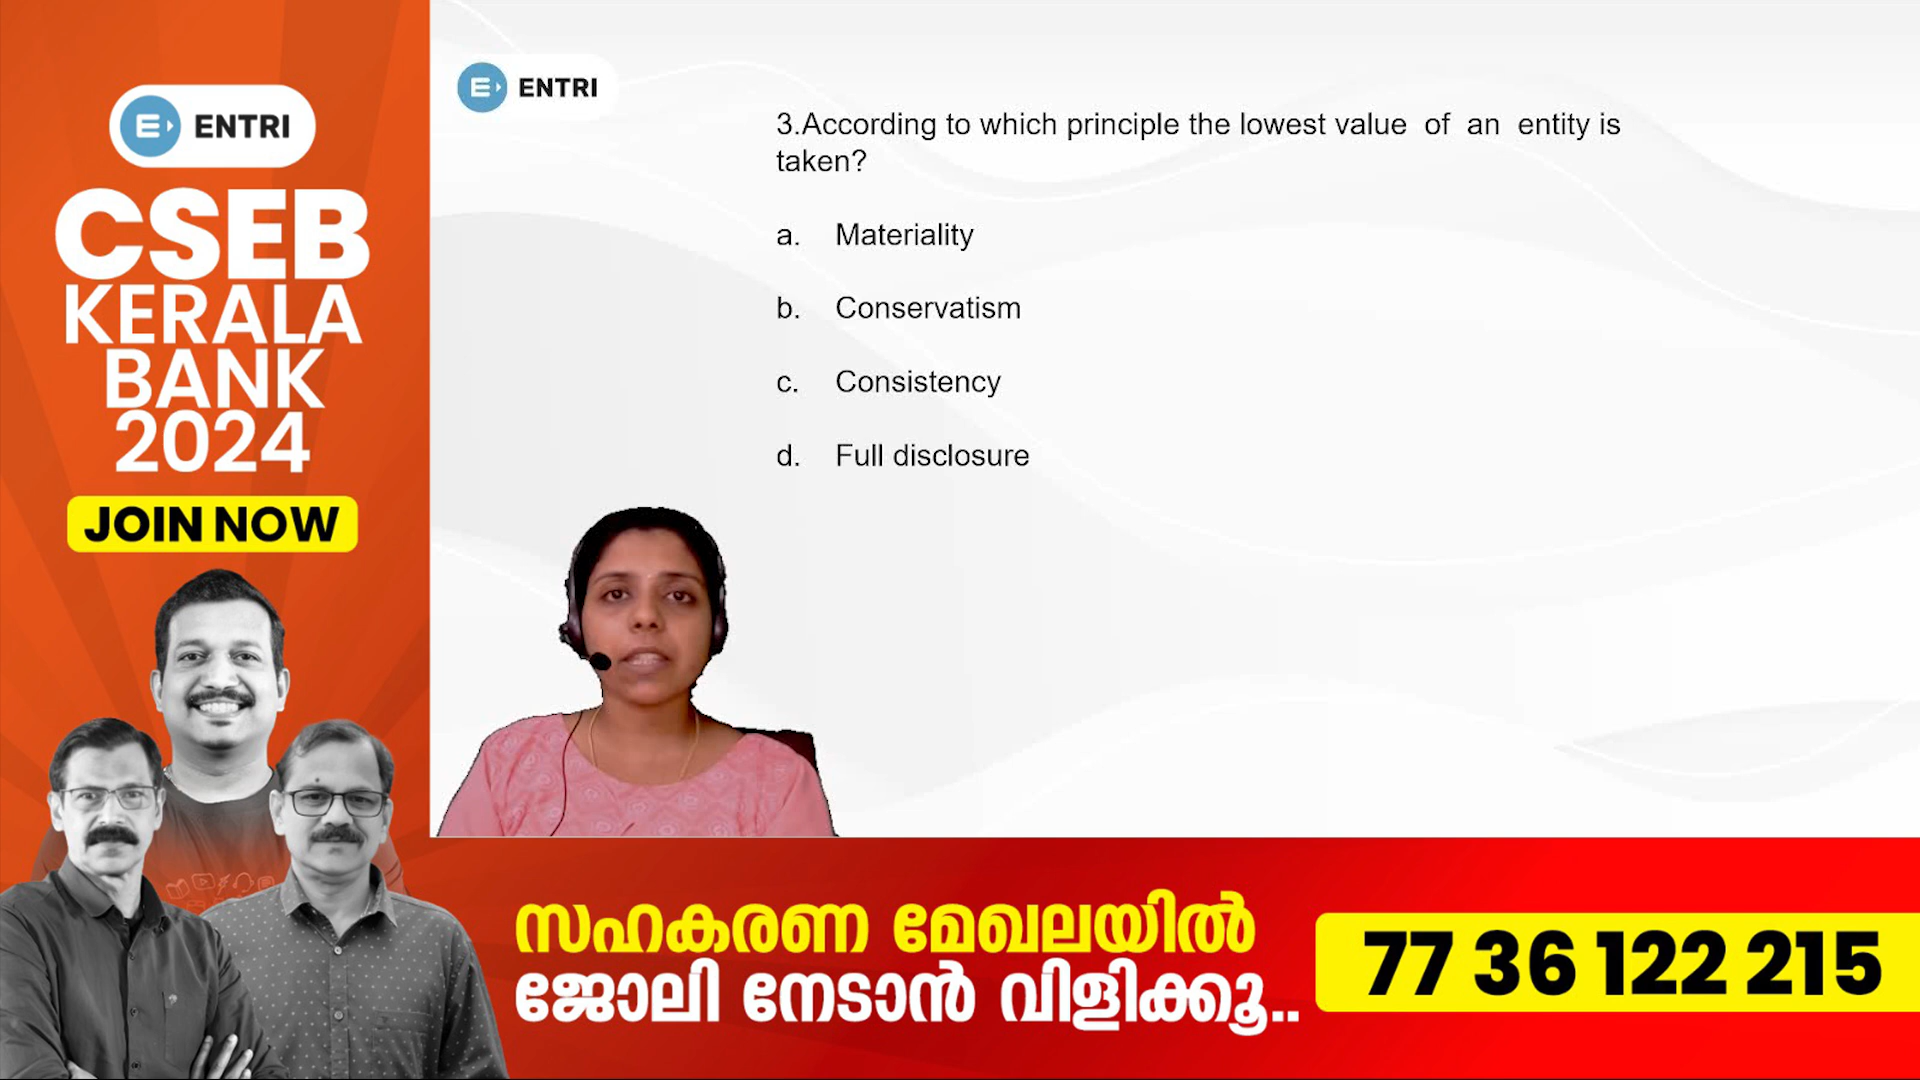 ENTRI
CSEB
KERALA
BANK
2024
JOIN NOW
ENTRI
3.According to which principle the lowest value of an entity is
taken?
a. Materiality
b. Conservatism
c. Consistency
d. Full disclosure
സഹകരണ മേഖലയിൽ
ജോലി നേടാൻ വിളിക്കൂ..
77 36 122 215